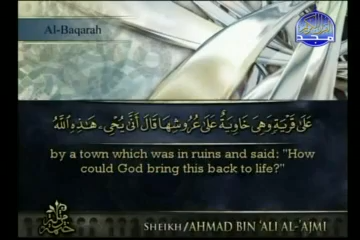 Al-Baqarah
عَلَىٰ قَرْيَةٍ وَهِيَ خَاوِيَةٌ عَلَىٰ عُرُوشِهَا قَالَ أَنَّىٰ يُحْيِۦ هَٰذِهِ ٱللَّهُ
by a town which was in ruins and said: "How
could God bring this back to life?"
SHEIKH/AHMAD BIN 'ALI AL-'AJMI